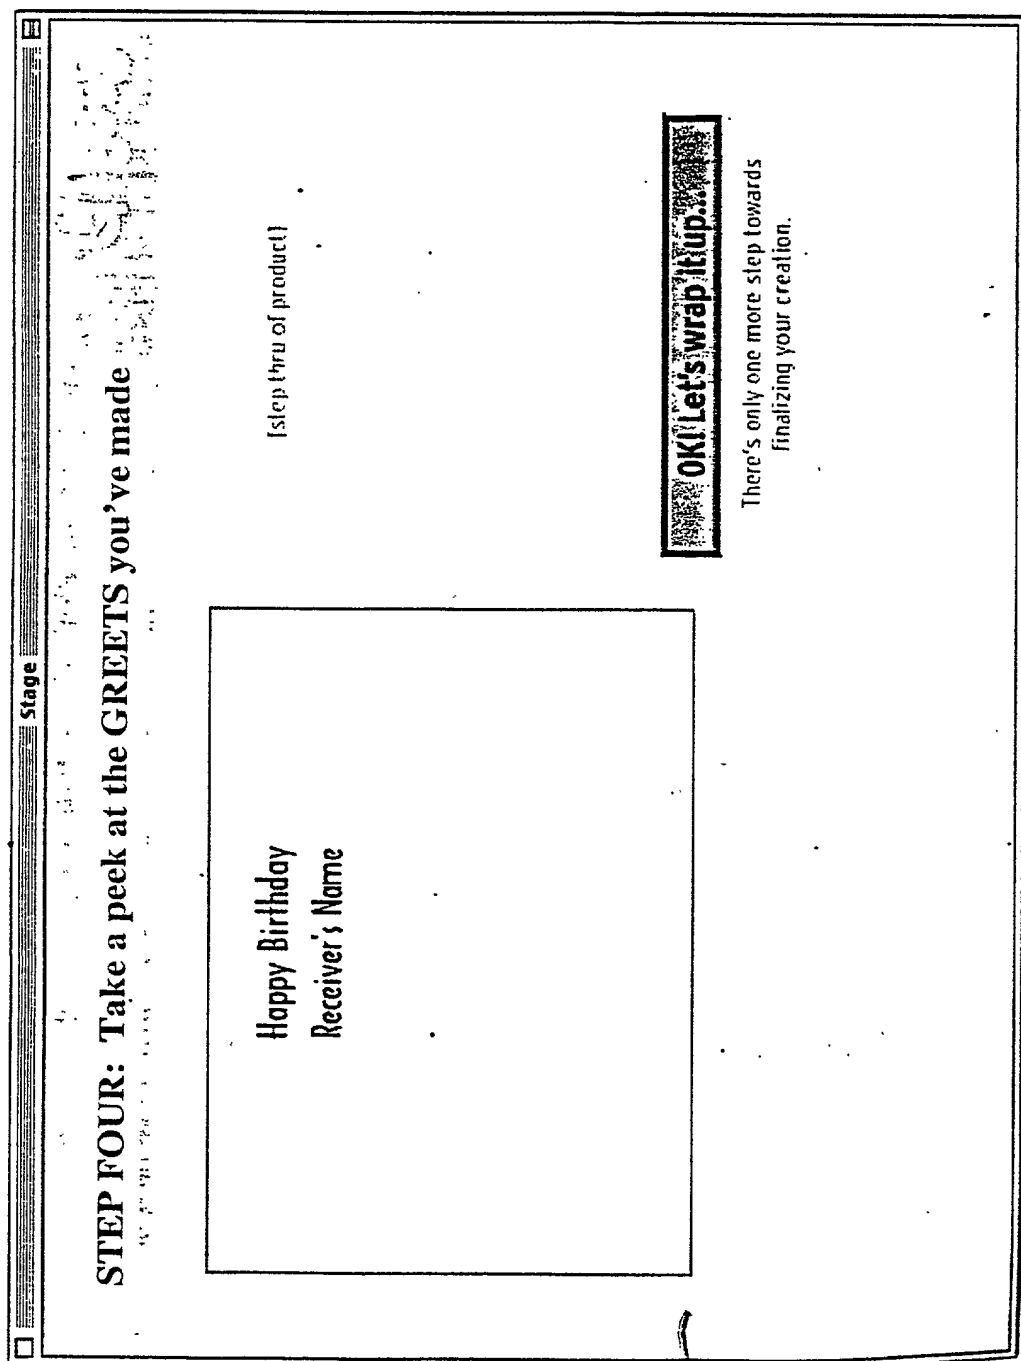 Stage
STEP FOUR: Take a peek at the GREETS you've made
[step thru of product]
Happy Birthday
Receiver's Name
OK! Let's wrap it up...
There's only one more step towards
finalizing your creation.